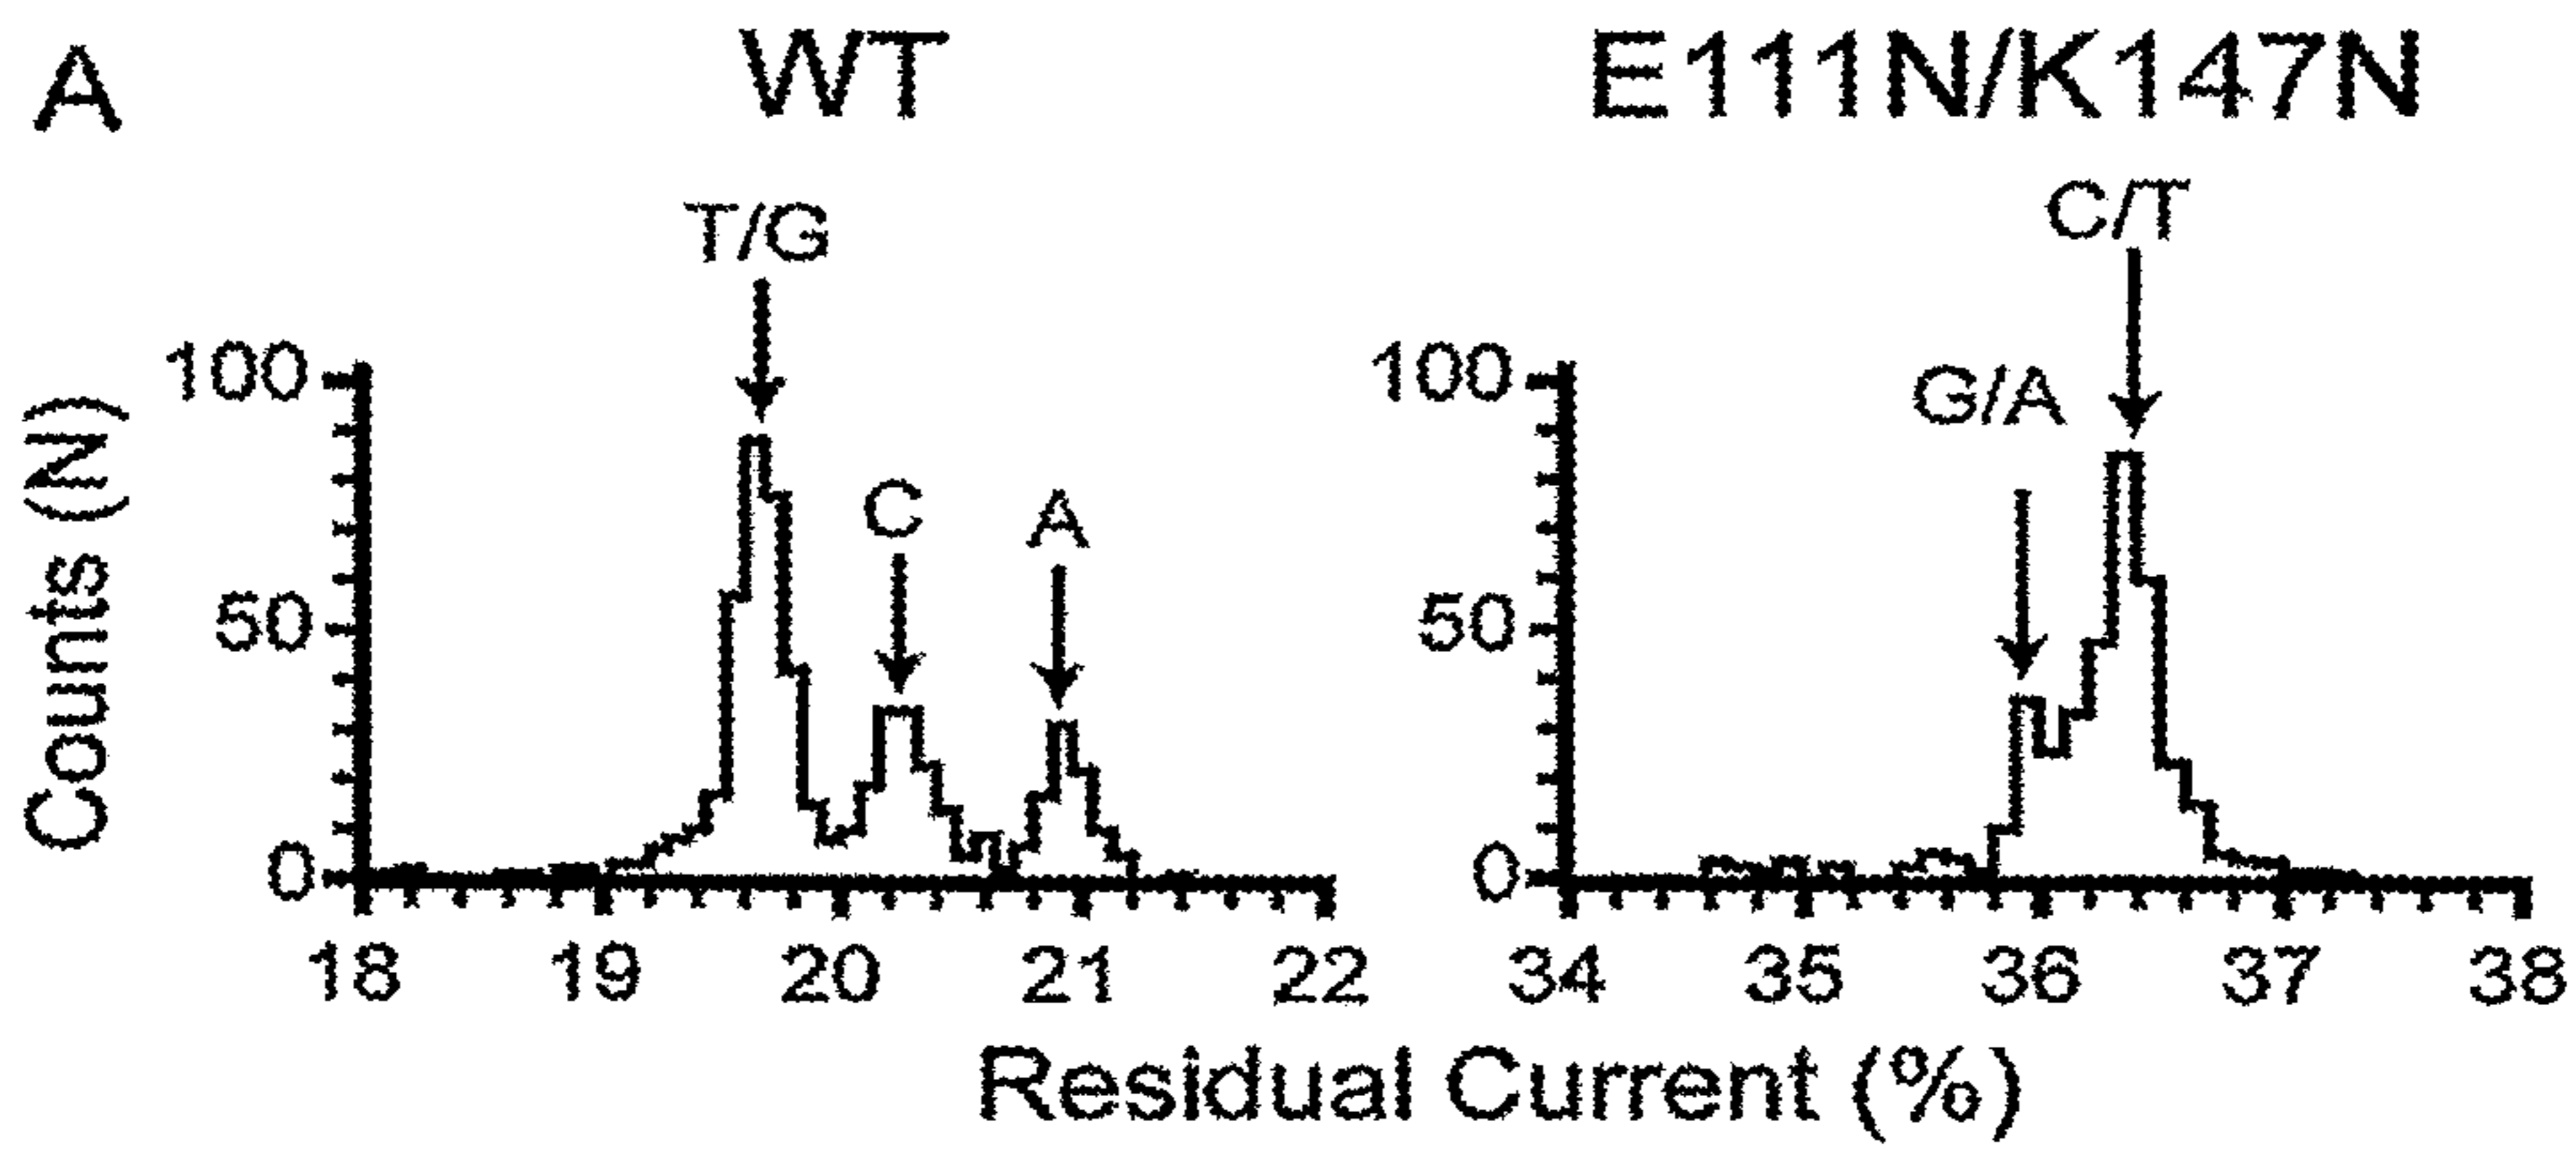 A
WT
E111N/K147N
T/G
C
A
C/T
G/A
Counts (N)
100
50
0
18 19 20 21 22
100
50
0
34 35 36 37 38
Residual Current (%)